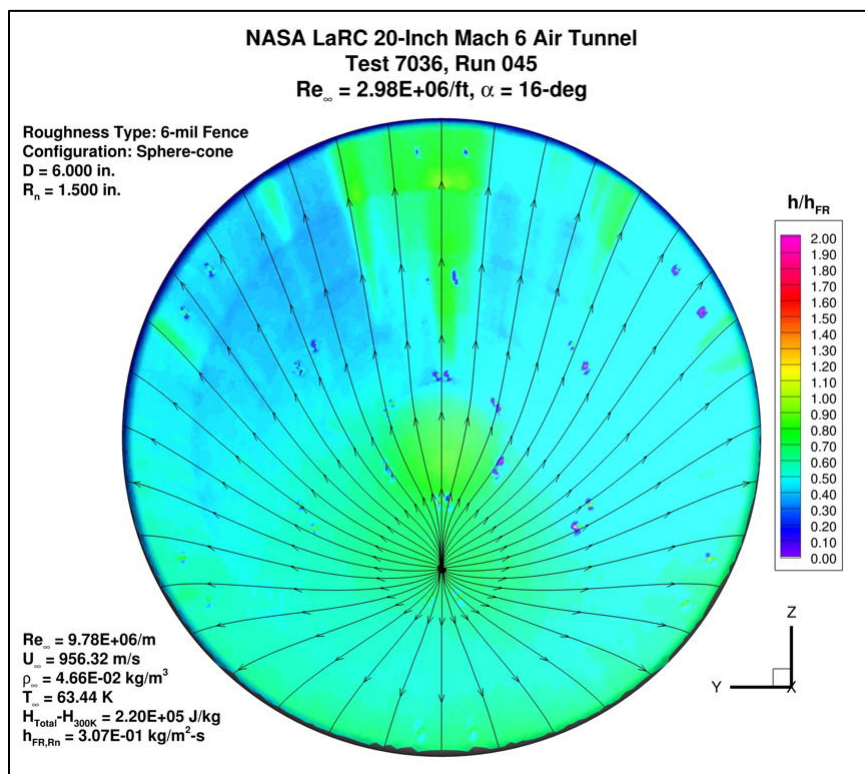 NASA LaRC 20-Inch Mach 6 Air Tunnel
Test 7036, Run 045
Re∞ = 2.98E+06/ft, α = 16-deg
Roughness Type: 6-mil Fence
Configuration: Sphere-cone
D = 6.000 in.
Rn = 1.500 in.
h/hFR
2.00
1.90
1.80
1.70
1.60
1.50
1.40
1.30
1.20
1.10
1.00
0.90
0.80
0.70
0.60
0.50
0.40
0.30
0.20
0.10
0.00
Re∞ = 9.78E+06/m
U∞ = 956.32 m/s
ρ∞ = 4.66E-02 kg/m³
T∞ = 63.44 K
HTotal-H300K = 2.20E+05 J/kg
hFR,Rn = 3.07E-01 kg/m²-s
Z
Y X